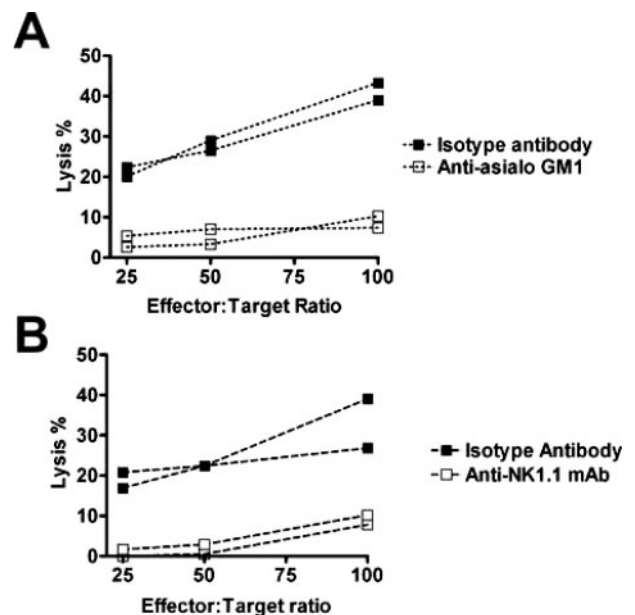 A
50
40
30
20
10
0
Lysis %
25 50 75 100
Effector:Target Ratio
Isotype antibody
Anti-asialo GM1
B
50
40
30
20
10
0
Lysis %
25 50 75 100
Effector:Target ratio
Isotype Antibody
Anti-NK1.1 mAb